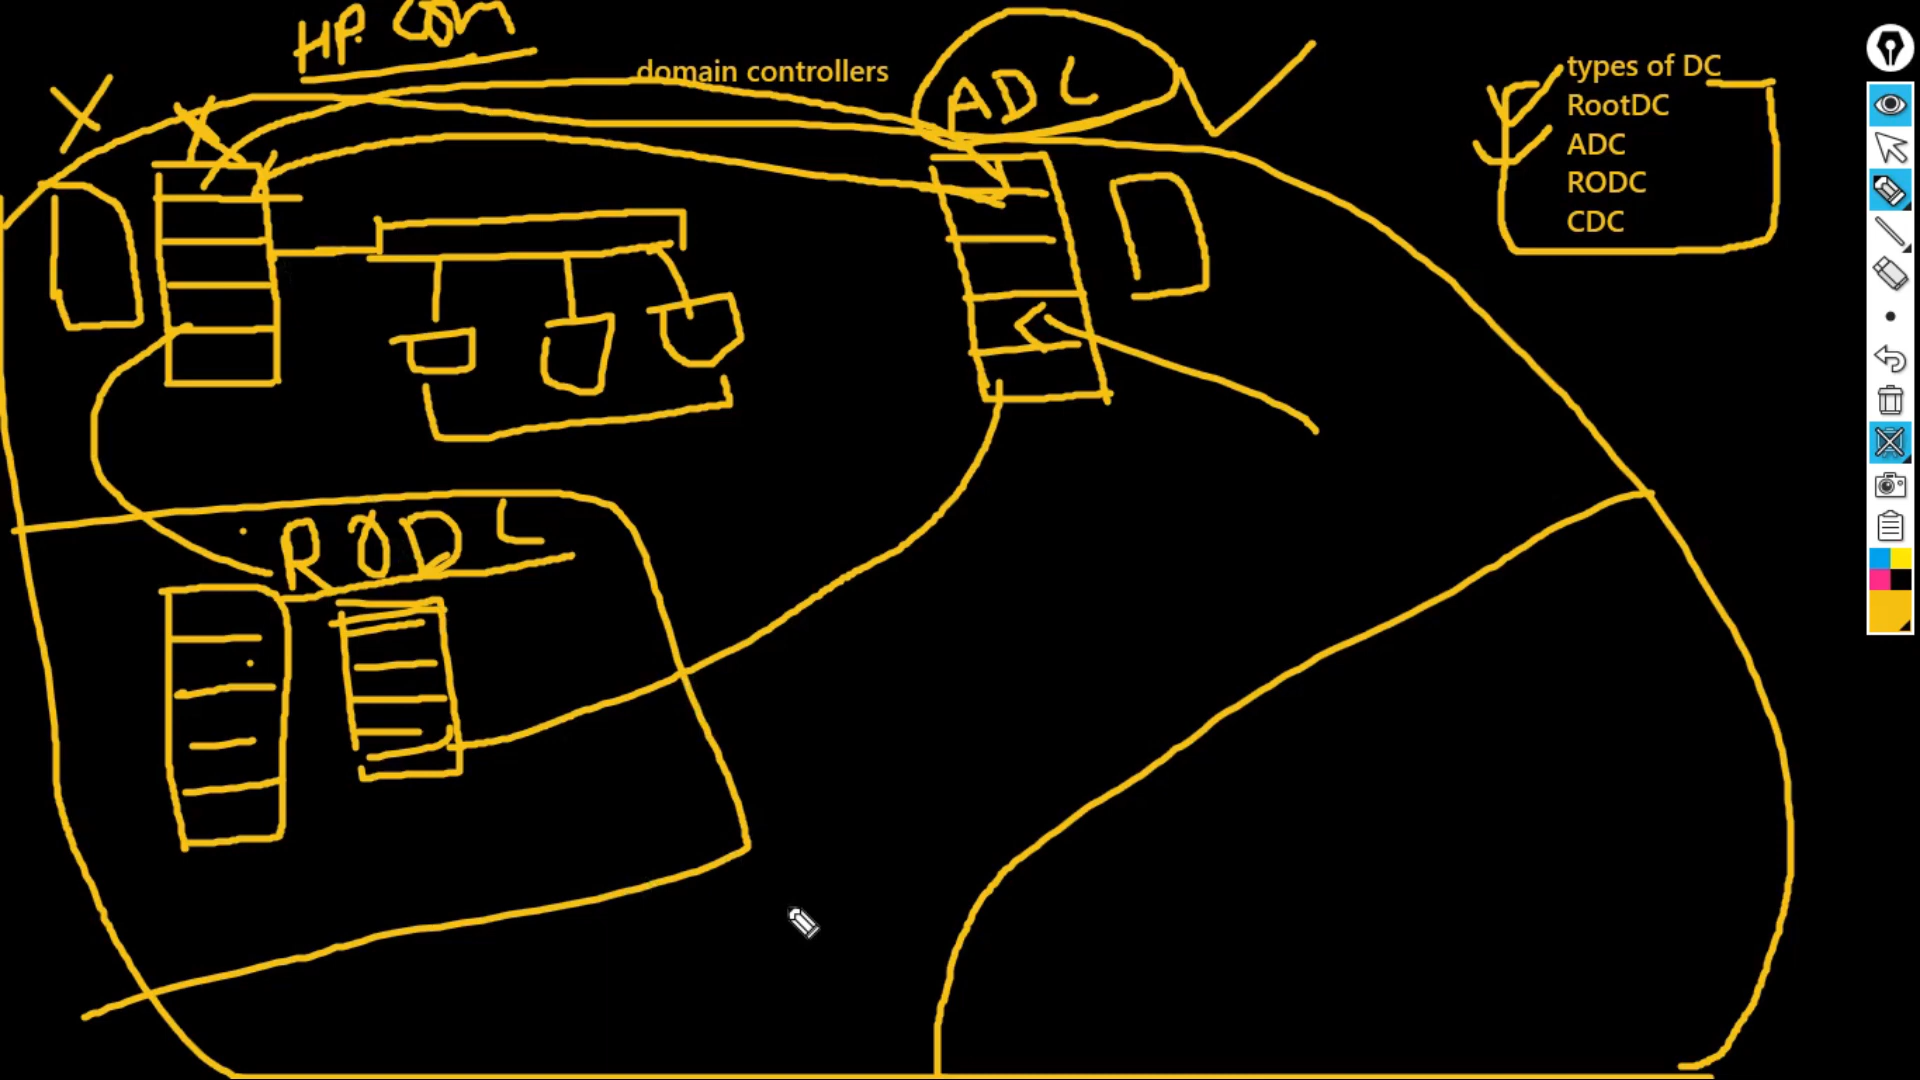 HP.com
domain controllers
ADC
types of DC
RootDC
ADC
RODC
CDC
RODC